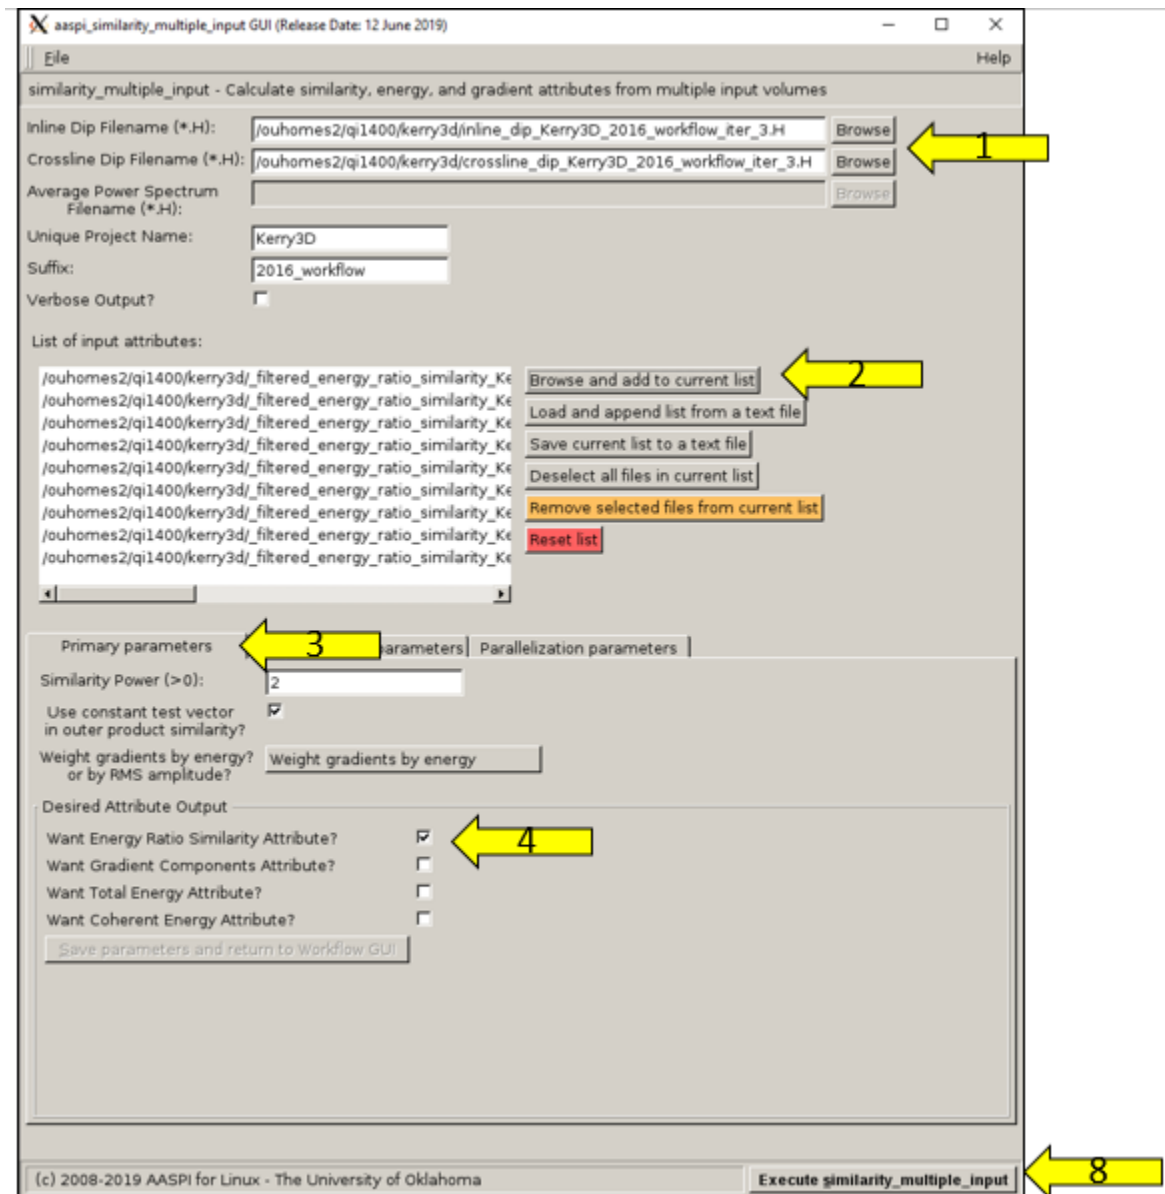 aaspi_similarity_multiple_input GUI (Release Date: 12 June 2019)
File Help
similarity_multiple_input - Calculate similarity, energy, and gradient attributes from multiple input volumes
Inline Dip Filename (*.H): /ouhomes2/qi1400/kerry3d/inline_dip_Kerry3D_2016_workflow_iter_3.H Browse
1
Crossline Dip Filename (*.H): /ouhomes2/qi1400/kerry3d/crossline_dip_Kerry3D_2016_workflow_iter_3.H Browse
Average Power Spectrum
Filename (*.H): Browse
Unique Project Name: Kerry3D
Suffix: 2016_workflow
Verbose Output?
List of input attributes:
/ouhomes2/qi1400/kerry3d/_filtered_energy_ratio_similarity_Ke Browse and add to current list 2
/ouhomes2/qi1400/kerry3d/_filtered_energy_ratio_similarity_Ke
/ouhomes2/qi1400/kerry3d/_filtered_energy_ratio_similarity_Ke Load and append list from a text file
/ouhomes2/qi1400/kerry3d/_filtered_energy_ratio_similarity_Ke Save current list to a text file
/ouhomes2/qi1400/kerry3d/_filtered_energy_ratio_similarity_Ke Deselect all files in current list
/ouhomes2/qi1400/kerry3d/_filtered_energy_ratio_similarity_Ke
/ouhomes2/qi1400/kerry3d/_filtered_energy_ratio_similarity_Ke Remove selected files from current list
/ouhomes2/qi1400/kerry3d/_filtered_energy_ratio_similarity_Ke Reset list
/ouhomes2/qi1400/kerry3d/_filtered_energy_ratio_similarity_Ke
Primary parameters 3 parameters Parallelization parameters
Similarity Power (>0): 2
Use constant test vector
in outer product similarity?
Weight gradients by energy? Weight gradients by energy
or by RMS amplitude?
Desired Attribute Output
Want Energy Ratio Similarity Attribute? 4
Want Gradient Components Attribute?
Want Total Energy Attribute?
Want Coherent Energy Attribute?
Save parameters and return to Workflow GUI
(c) 2008-2019 AASPI for Linux - The University of Oklahoma Execute similarity_multiple_input 8